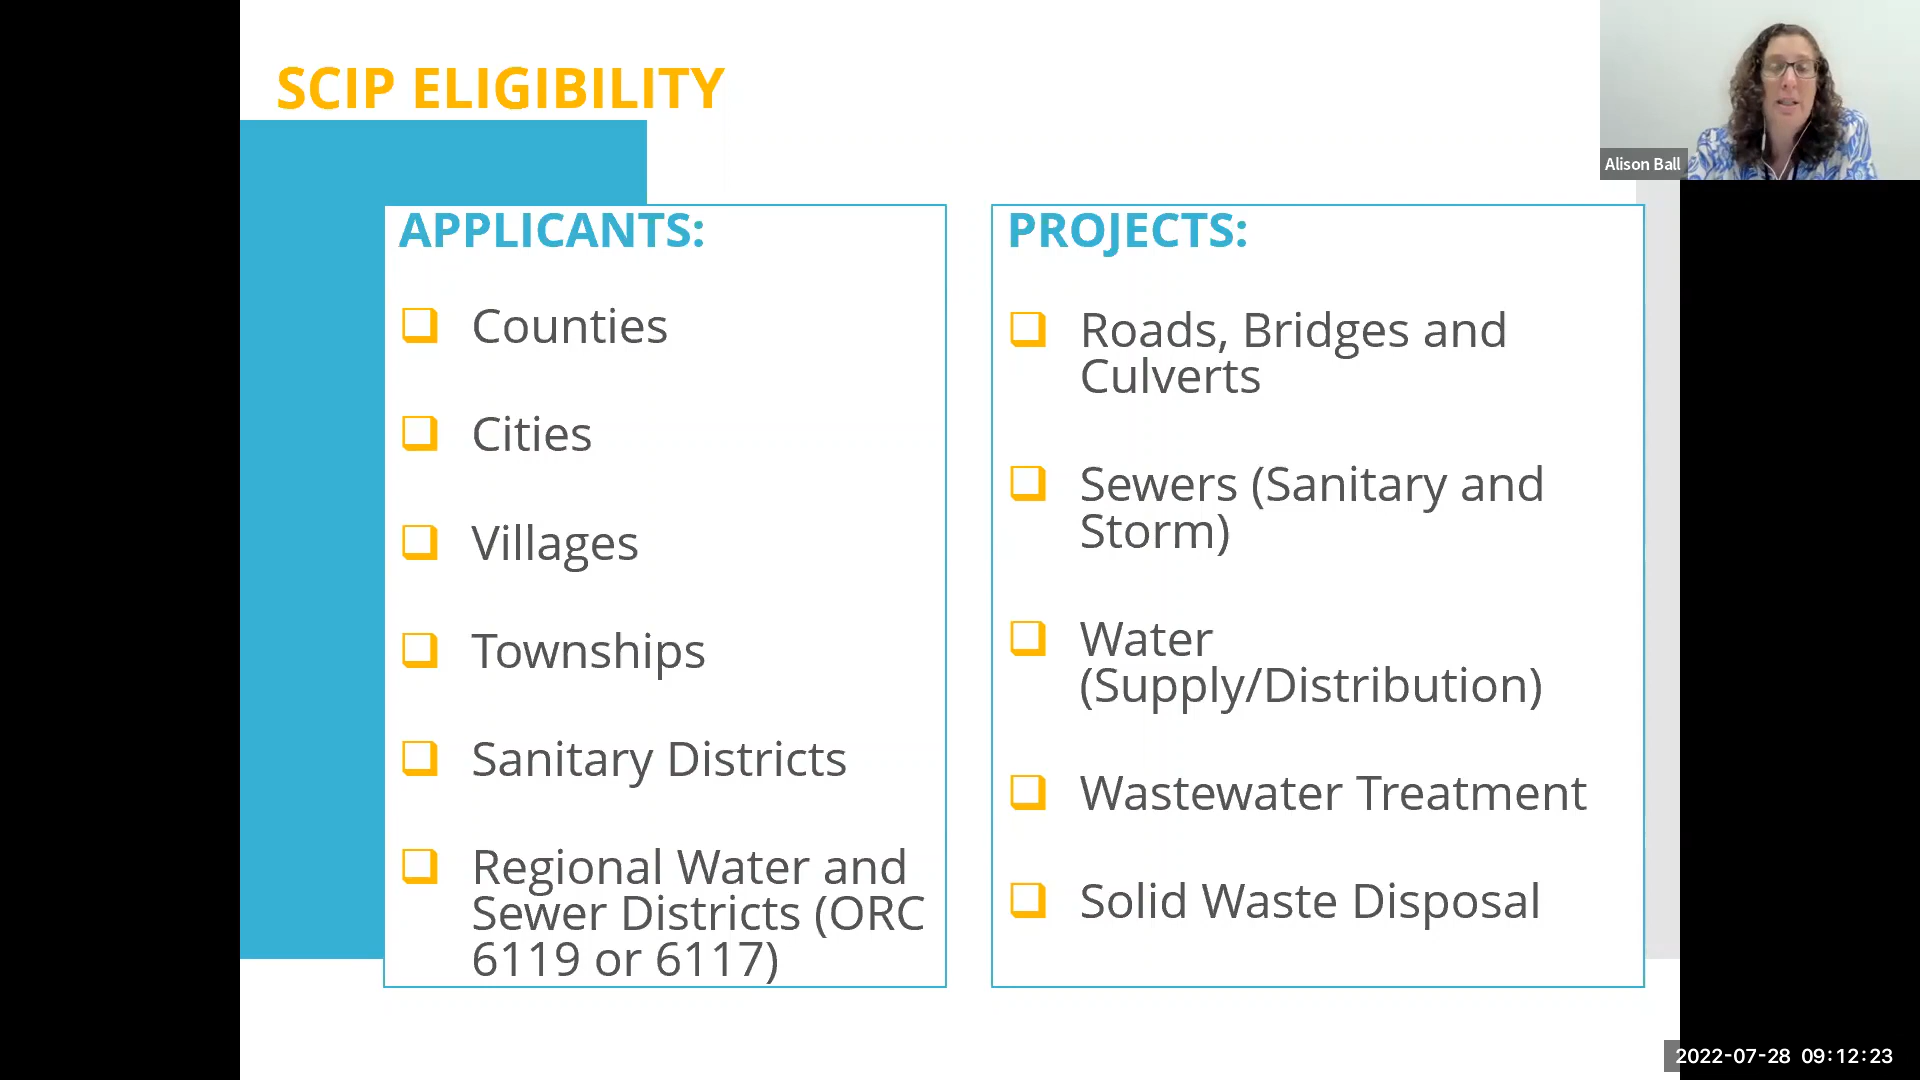 SCIP ELIGIBILITY
Alison Ball
APPLICANTS:
Counties
Cities
Villages
Townships
Sanitary Districts
Regional Water and
Sewer Districts (ORC
6119 or 6117)
PROJECTS:
Roads, Bridges and
Culverts
Sewers (Sanitary and
Storm)
Water
(Supply/Distribution)
Wastewater Treatment
Solid Waste Disposal
2022-07-28 09:12:23